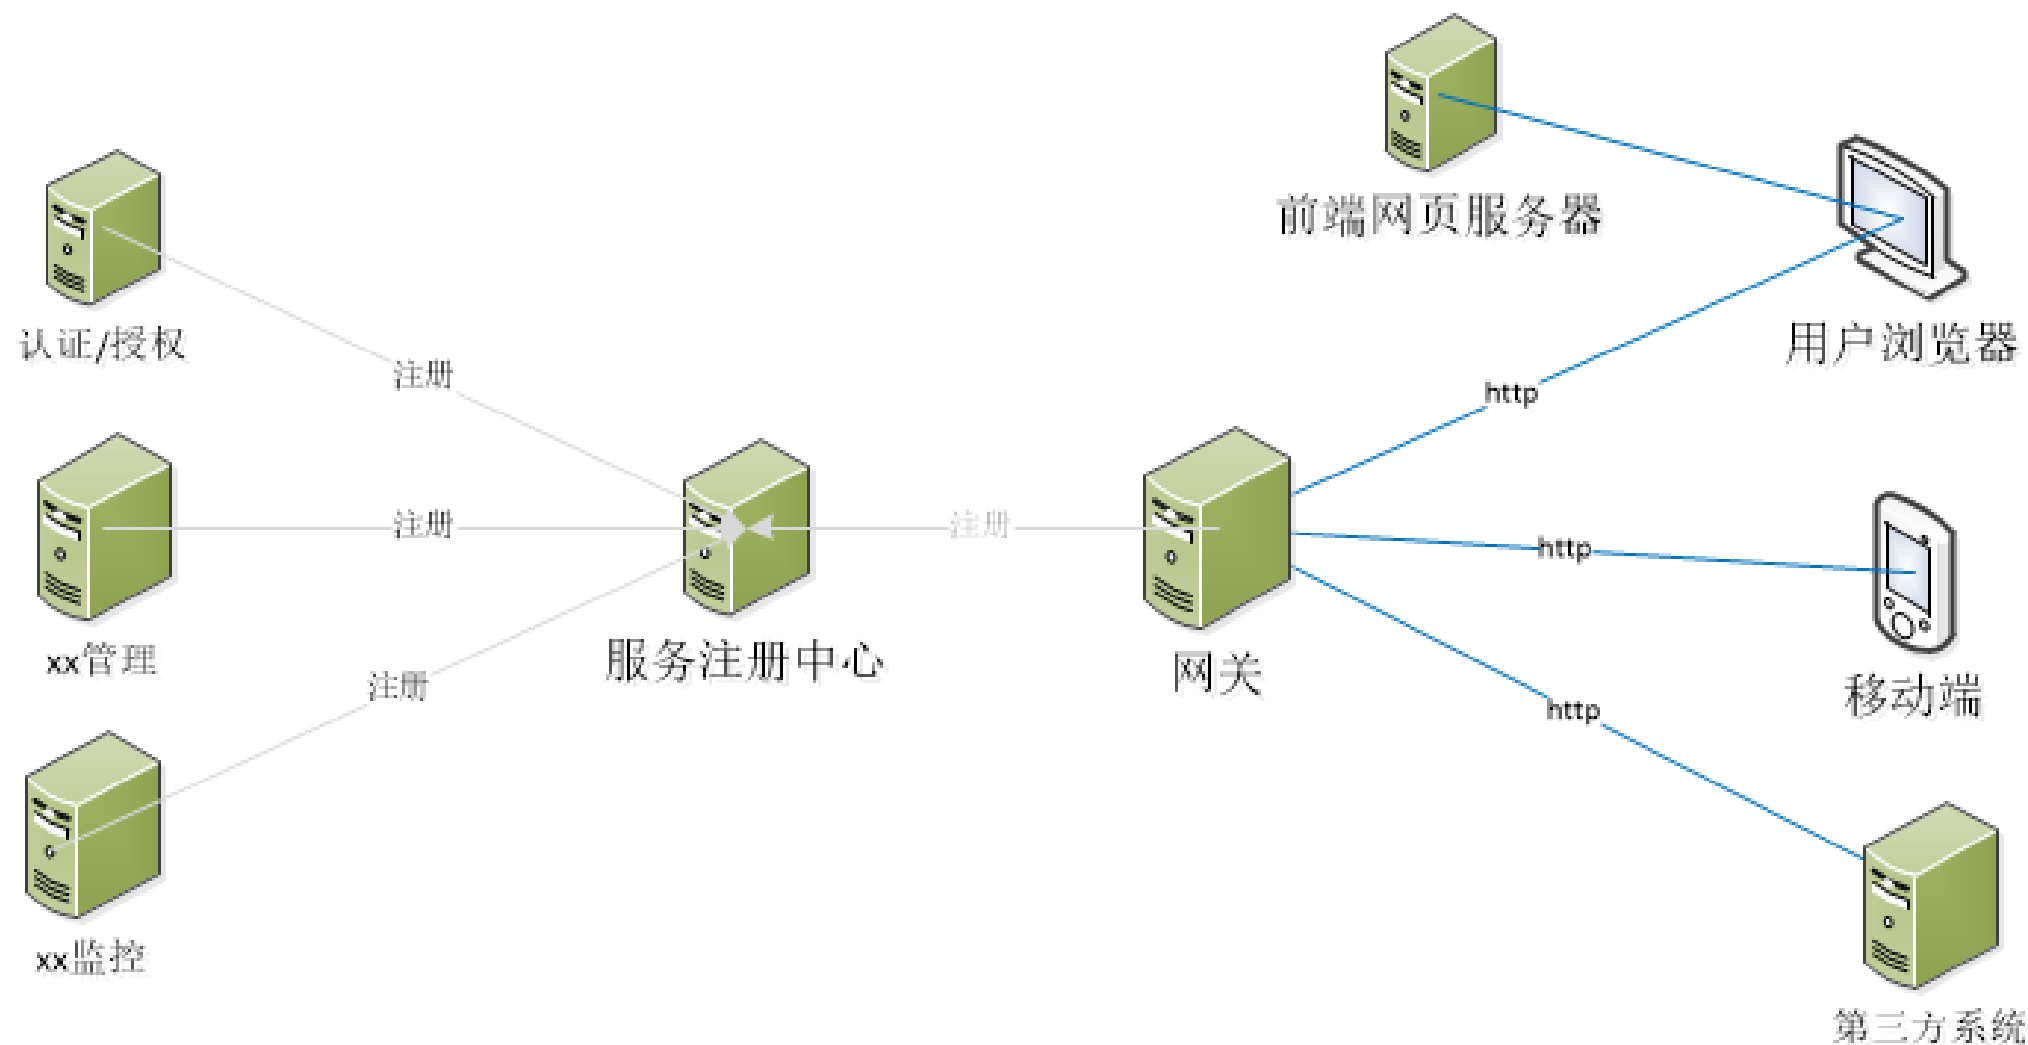 前端网页服务器
用户浏览器
认证/授权
注册
http
注册
注册
http
xx管理
服务注册中心
网关
移动端
注册
http
xx监控
第三方系统